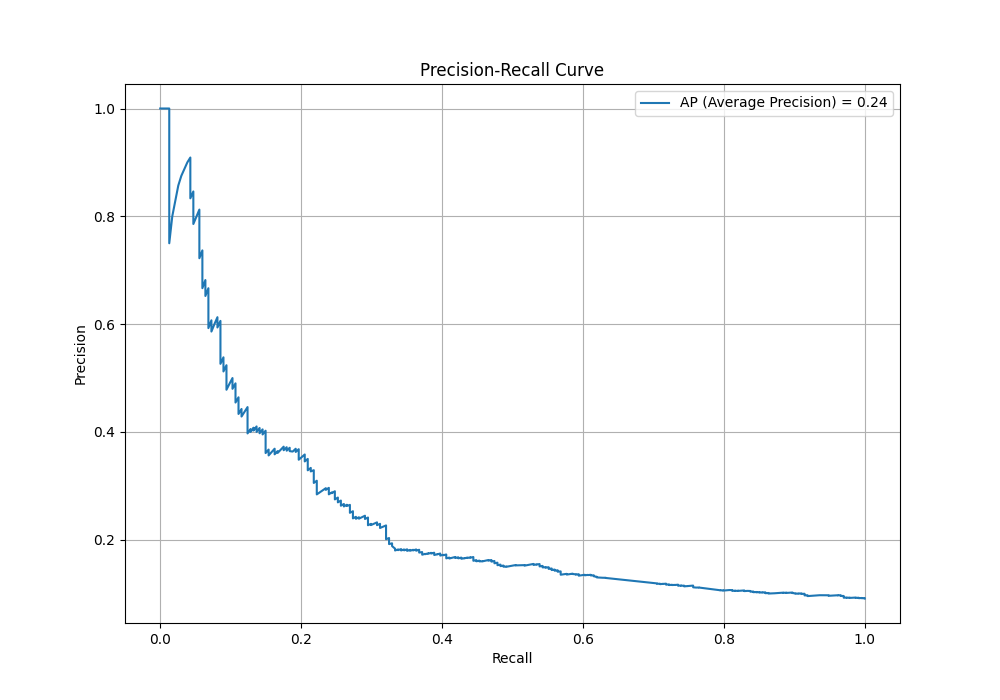 Precision-Recall Curve
AP (Average Precision) = 0.24
1.0
0.8
0.6
0.4
0.2
Precision
0.0 0.2 0.4 0.6 0.8 1.0
Recall